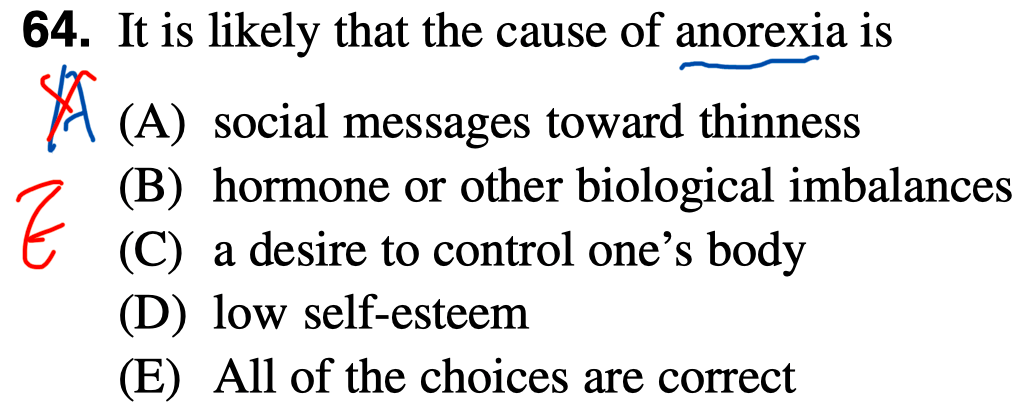 64. It is likely that the cause of anorexia is
A
(A) social messages toward thinness
(B) hormone or other biological imbalances
E
(C) a desire to control one's body
(D) low self-esteem
(E) All of the choices are correct